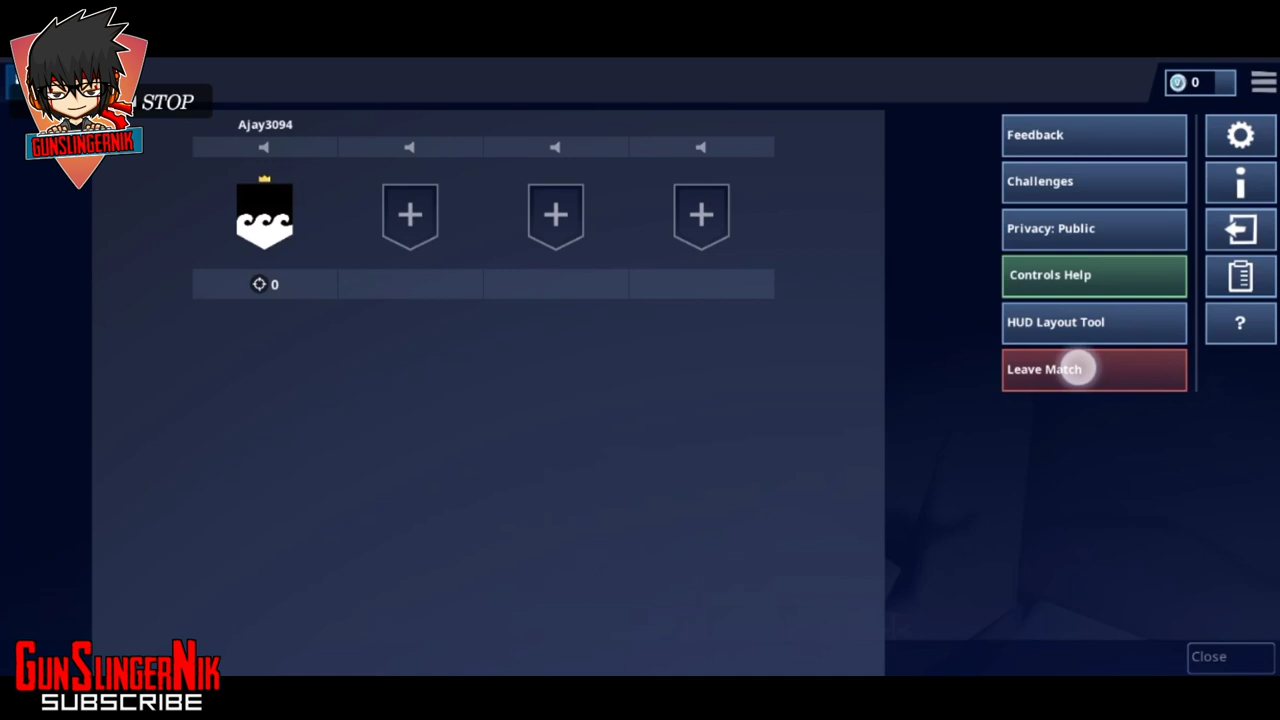 STOP
GUNSLINGERNIK
0
Ajay3094
0
Feedback
Challenges
Privacy: Public
Controls Help
HUD Layout Tool
Leave Match
?
Close
GUNSLINGERNIK
SUBSCRIBE